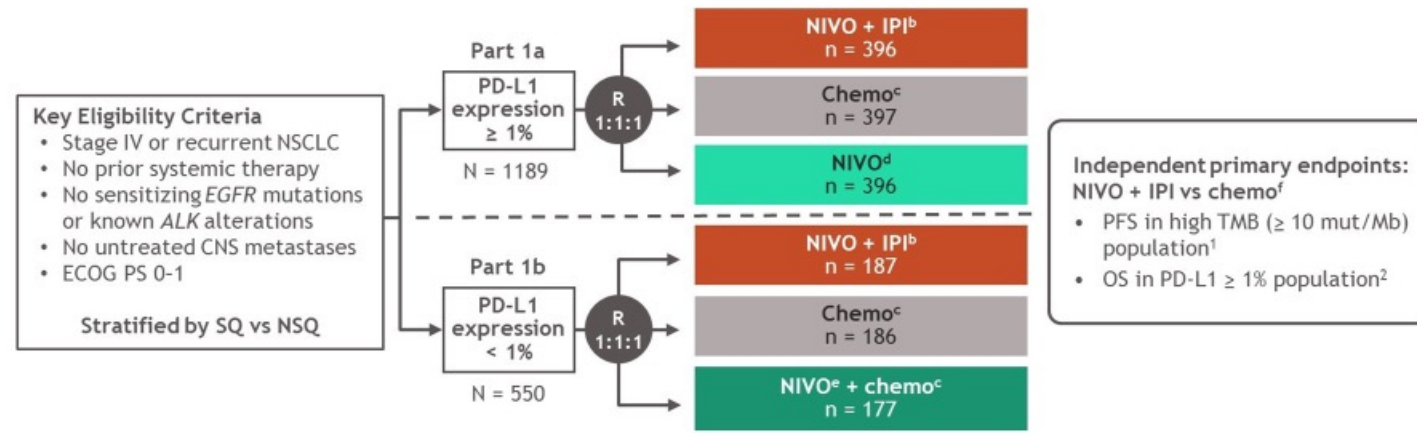 Key Eligibility Criteria
• Stage IV or recurrent NSCLC
• No prior systemic therapy
• No sensitizing EGFR mutations
or known ALK alterations
• No untreated CNS metastases
• ECOG PS 0–1
Stratified by SQ vs NSQ
Part 1a
PD-L1
expression
≥ 1%
N = 1189
R
1:1:1
NIVO + IPIᵇ
n = 396
Chemoᶜ
n = 397
NIVOᵈ
n = 396
Part 1b
PD-L1
expression
< 1%
N = 550
R
1:1:1
NIVO + IPIᵇ
n = 187
Chemoᶜ
n = 186
NIVOᵉ + chemoᶜ
n = 177
Independent primary endpoints:
NIVO + IPI vs chemoᶠ
• PFS in high TMB (≥ 10 mut/Mb)
population¹
• OS in PD-L1 ≥ 1% population²